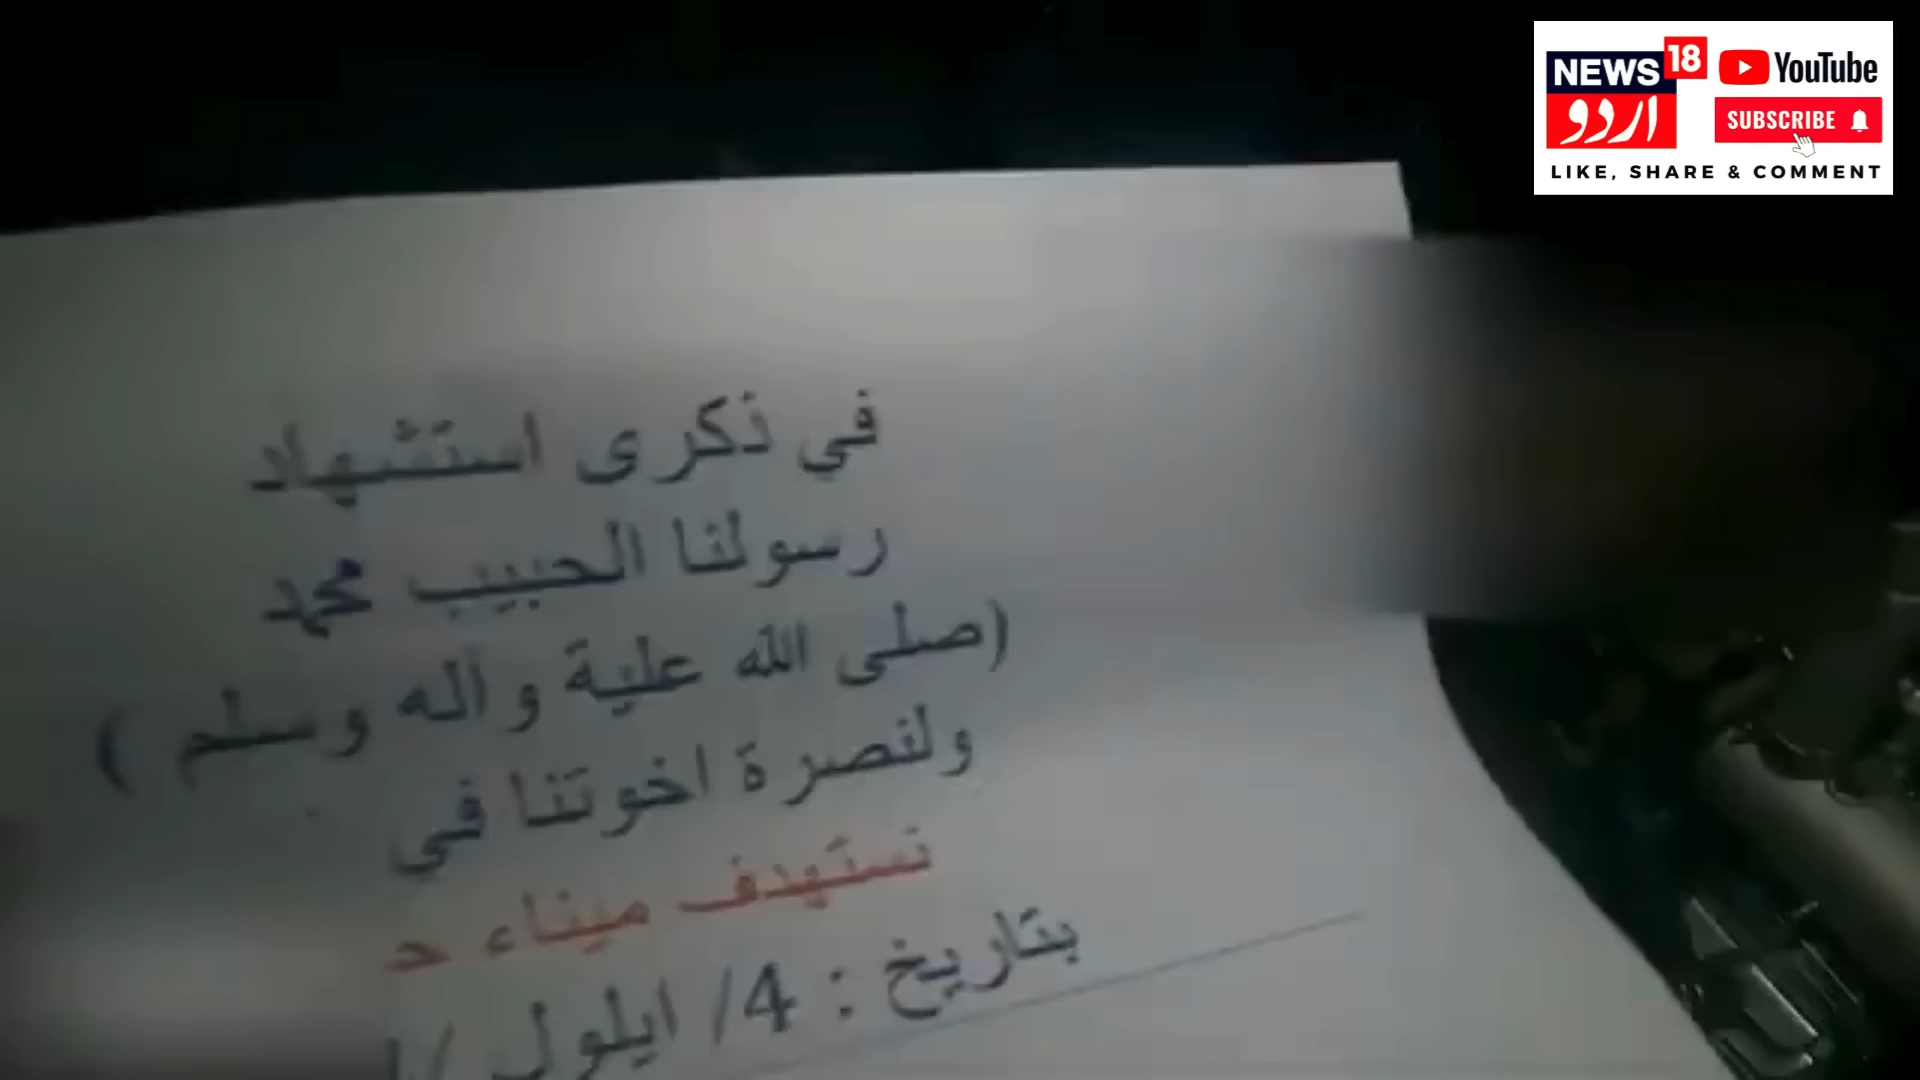 NEWS 18
اردو
YouTube
SUBSCRIBE
LIKE, SHARE & COMMENT
في ذكرى استشهاد
رسولنا الحبيب محمد
(صلى الله علية وآله وسلم )
ولنصرة اخوتنا في
نستهدف ميناء ح
بتاريخ : 4/ ايلول /